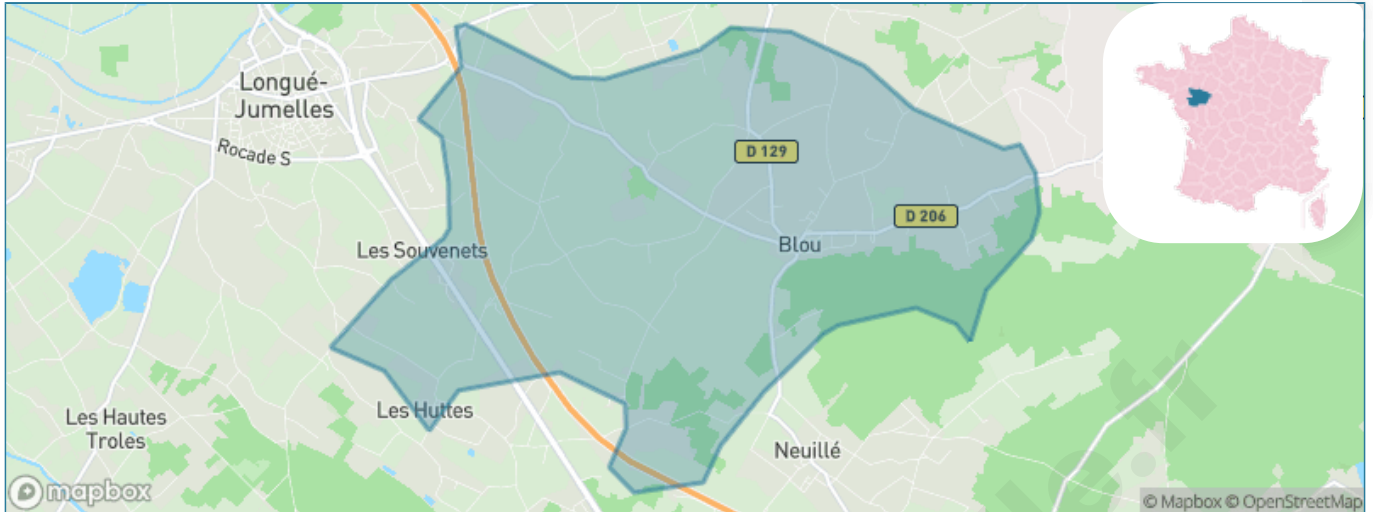 Longué-
Jumelles
Rocade S
D 129
D 206
Les Souvenets
Blou
Les Huttes
Les Hautes
Troles
Neuillé
mapbox
© Mapbox © OpenStreetMap